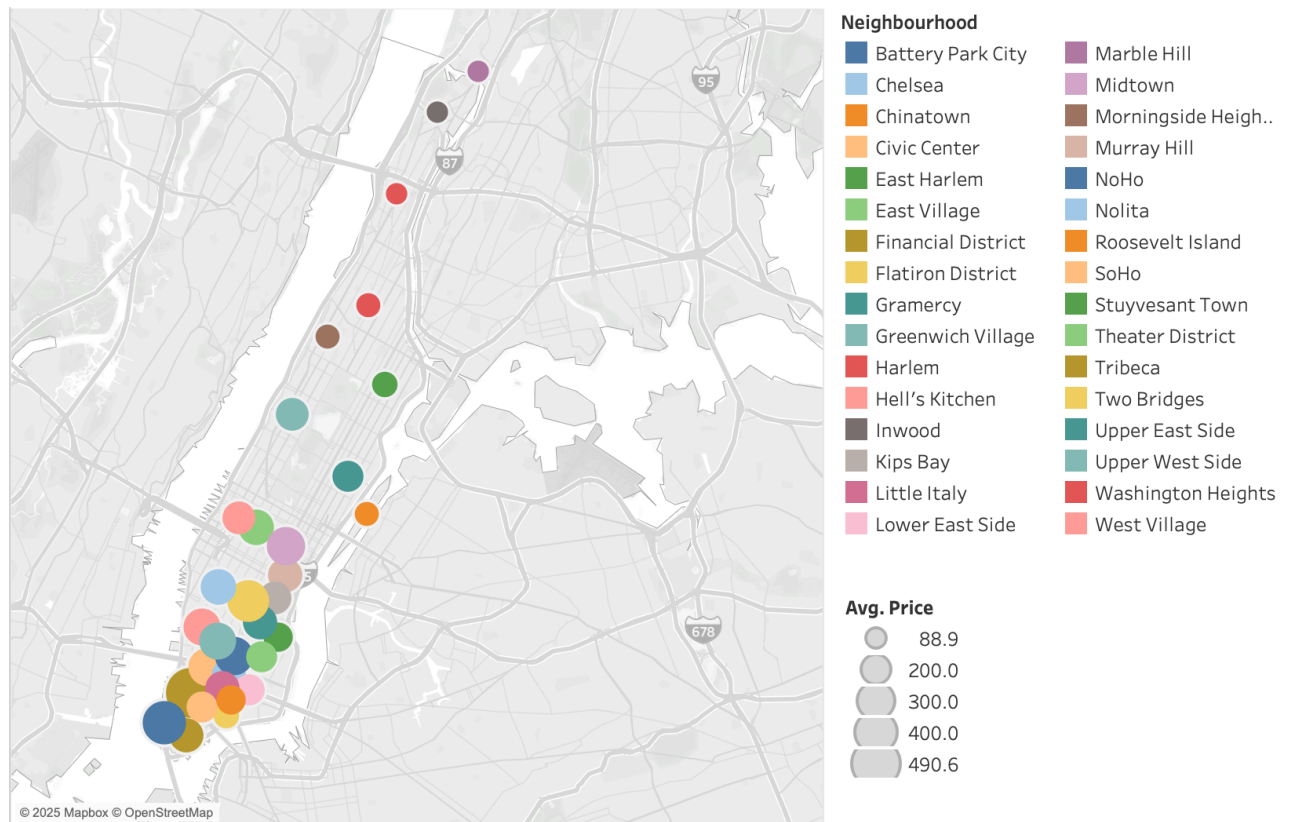 95
87
5
678
© 2025 Mapbox © OpenStreetMap
Neighbourhood
Battery Park City
Chelsea
Chinatown
Civic Center
East Harlem
East Village
Financial District
Flatiron District
Gramercy
Greenwich Village
Harlem
Hell's Kitchen
Inwood
Kips Bay
Little Italy
Lower East Side
Marble Hill
Midtown
Morningside Heigh..
Murray Hill
NoHo
Nolita
Roosevelt Island
SoHo
Stuyvesant Town
Theater District
Tribeca
Two Bridges
Upper East Side
Upper West Side
Washington Heights
West Village
Avg. Price
88.9
200.0
300.0
400.0
490.6